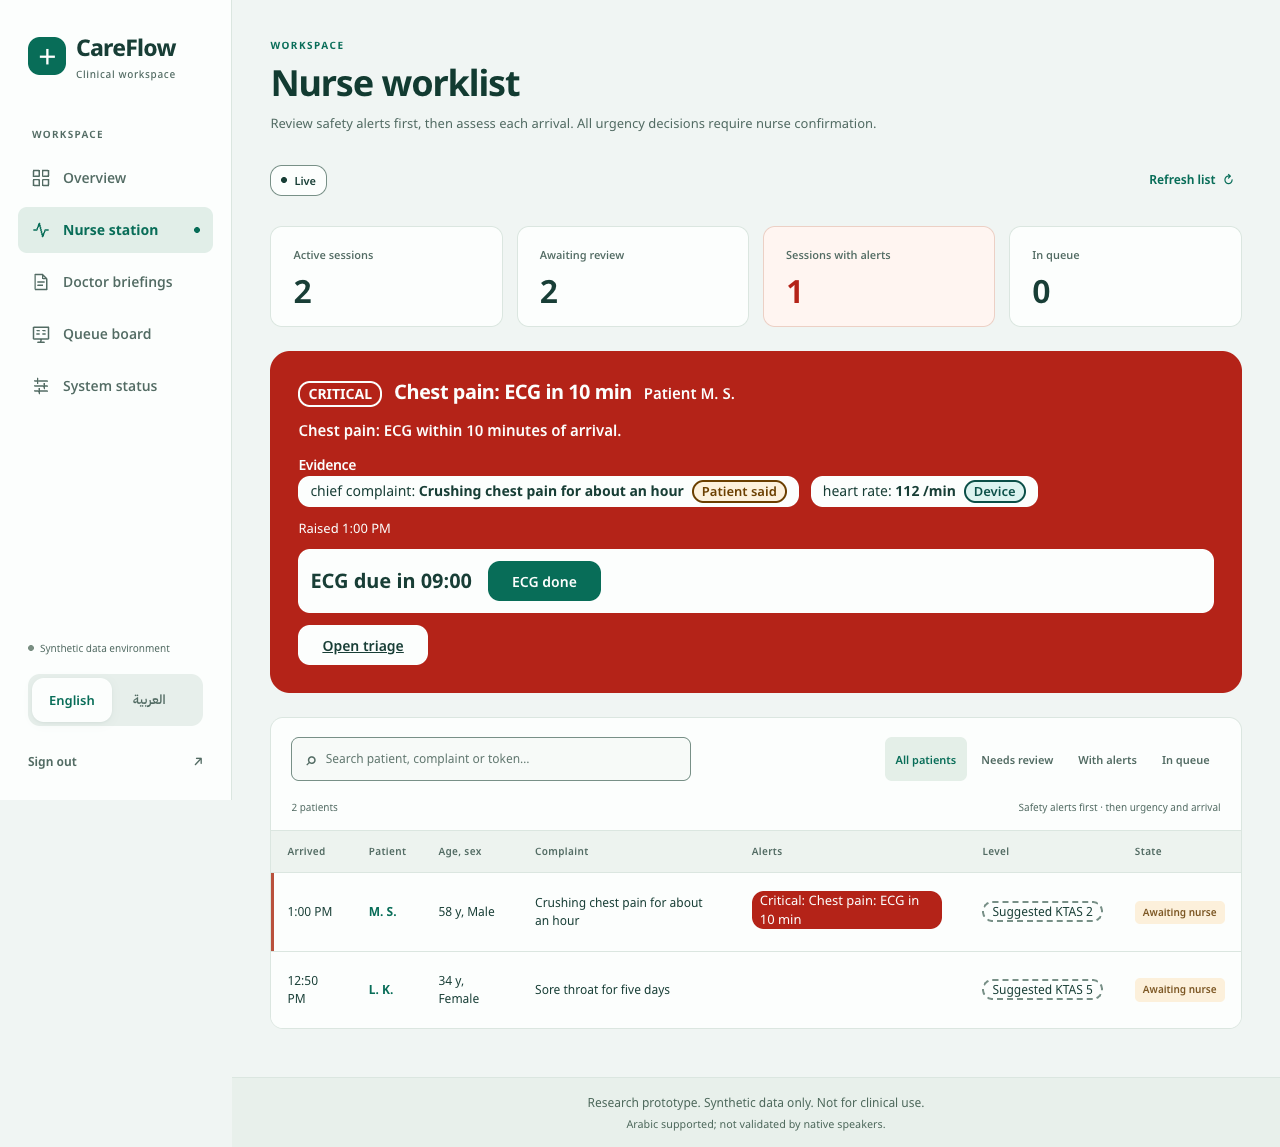 CareFlow
Clinical workspace
WORKSPACE
Overview
Nurse station
Doctor briefings
Queue board
System status
Synthetic data environment
English
العربية
Sign out
WORKSPACE
Nurse worklist
Review safety alerts first, then assess each arrival. All urgency decisions require nurse confirmation.
Live
Refresh list
Active sessions
2
Awaiting review
2
Sessions with alerts
1
In queue
0
CRITICAL Chest pain: ECG in 10 min Patient M. S.
Chest pain: ECG within 10 minutes of arrival.
Evidence
chief complaint: Crushing chest pain for about an hour Patient said heart rate: 112 /min Device
Raised 1:00 PM
ECG due in 09:00 ECG done
Open triage
Search patient, complaint or token...
All patients Needs review With alerts In queue
2 patients
Safety alerts first · then urgency and arrival
Arrived Patient Age, sex Complaint Alerts Level State
1:00 PM M. S. 58 y, Male Crushing chest pain for about an hour Critical: Chest pain: ECG in 10 min Suggested KTAS 2 Awaiting nurse
12:50 PM L. K. 34 y, Female Sore throat for five days Suggested KTAS 5 Awaiting nurse
Research prototype. Synthetic data only. Not for clinical use.
Arabic supported; not validated by native speakers.